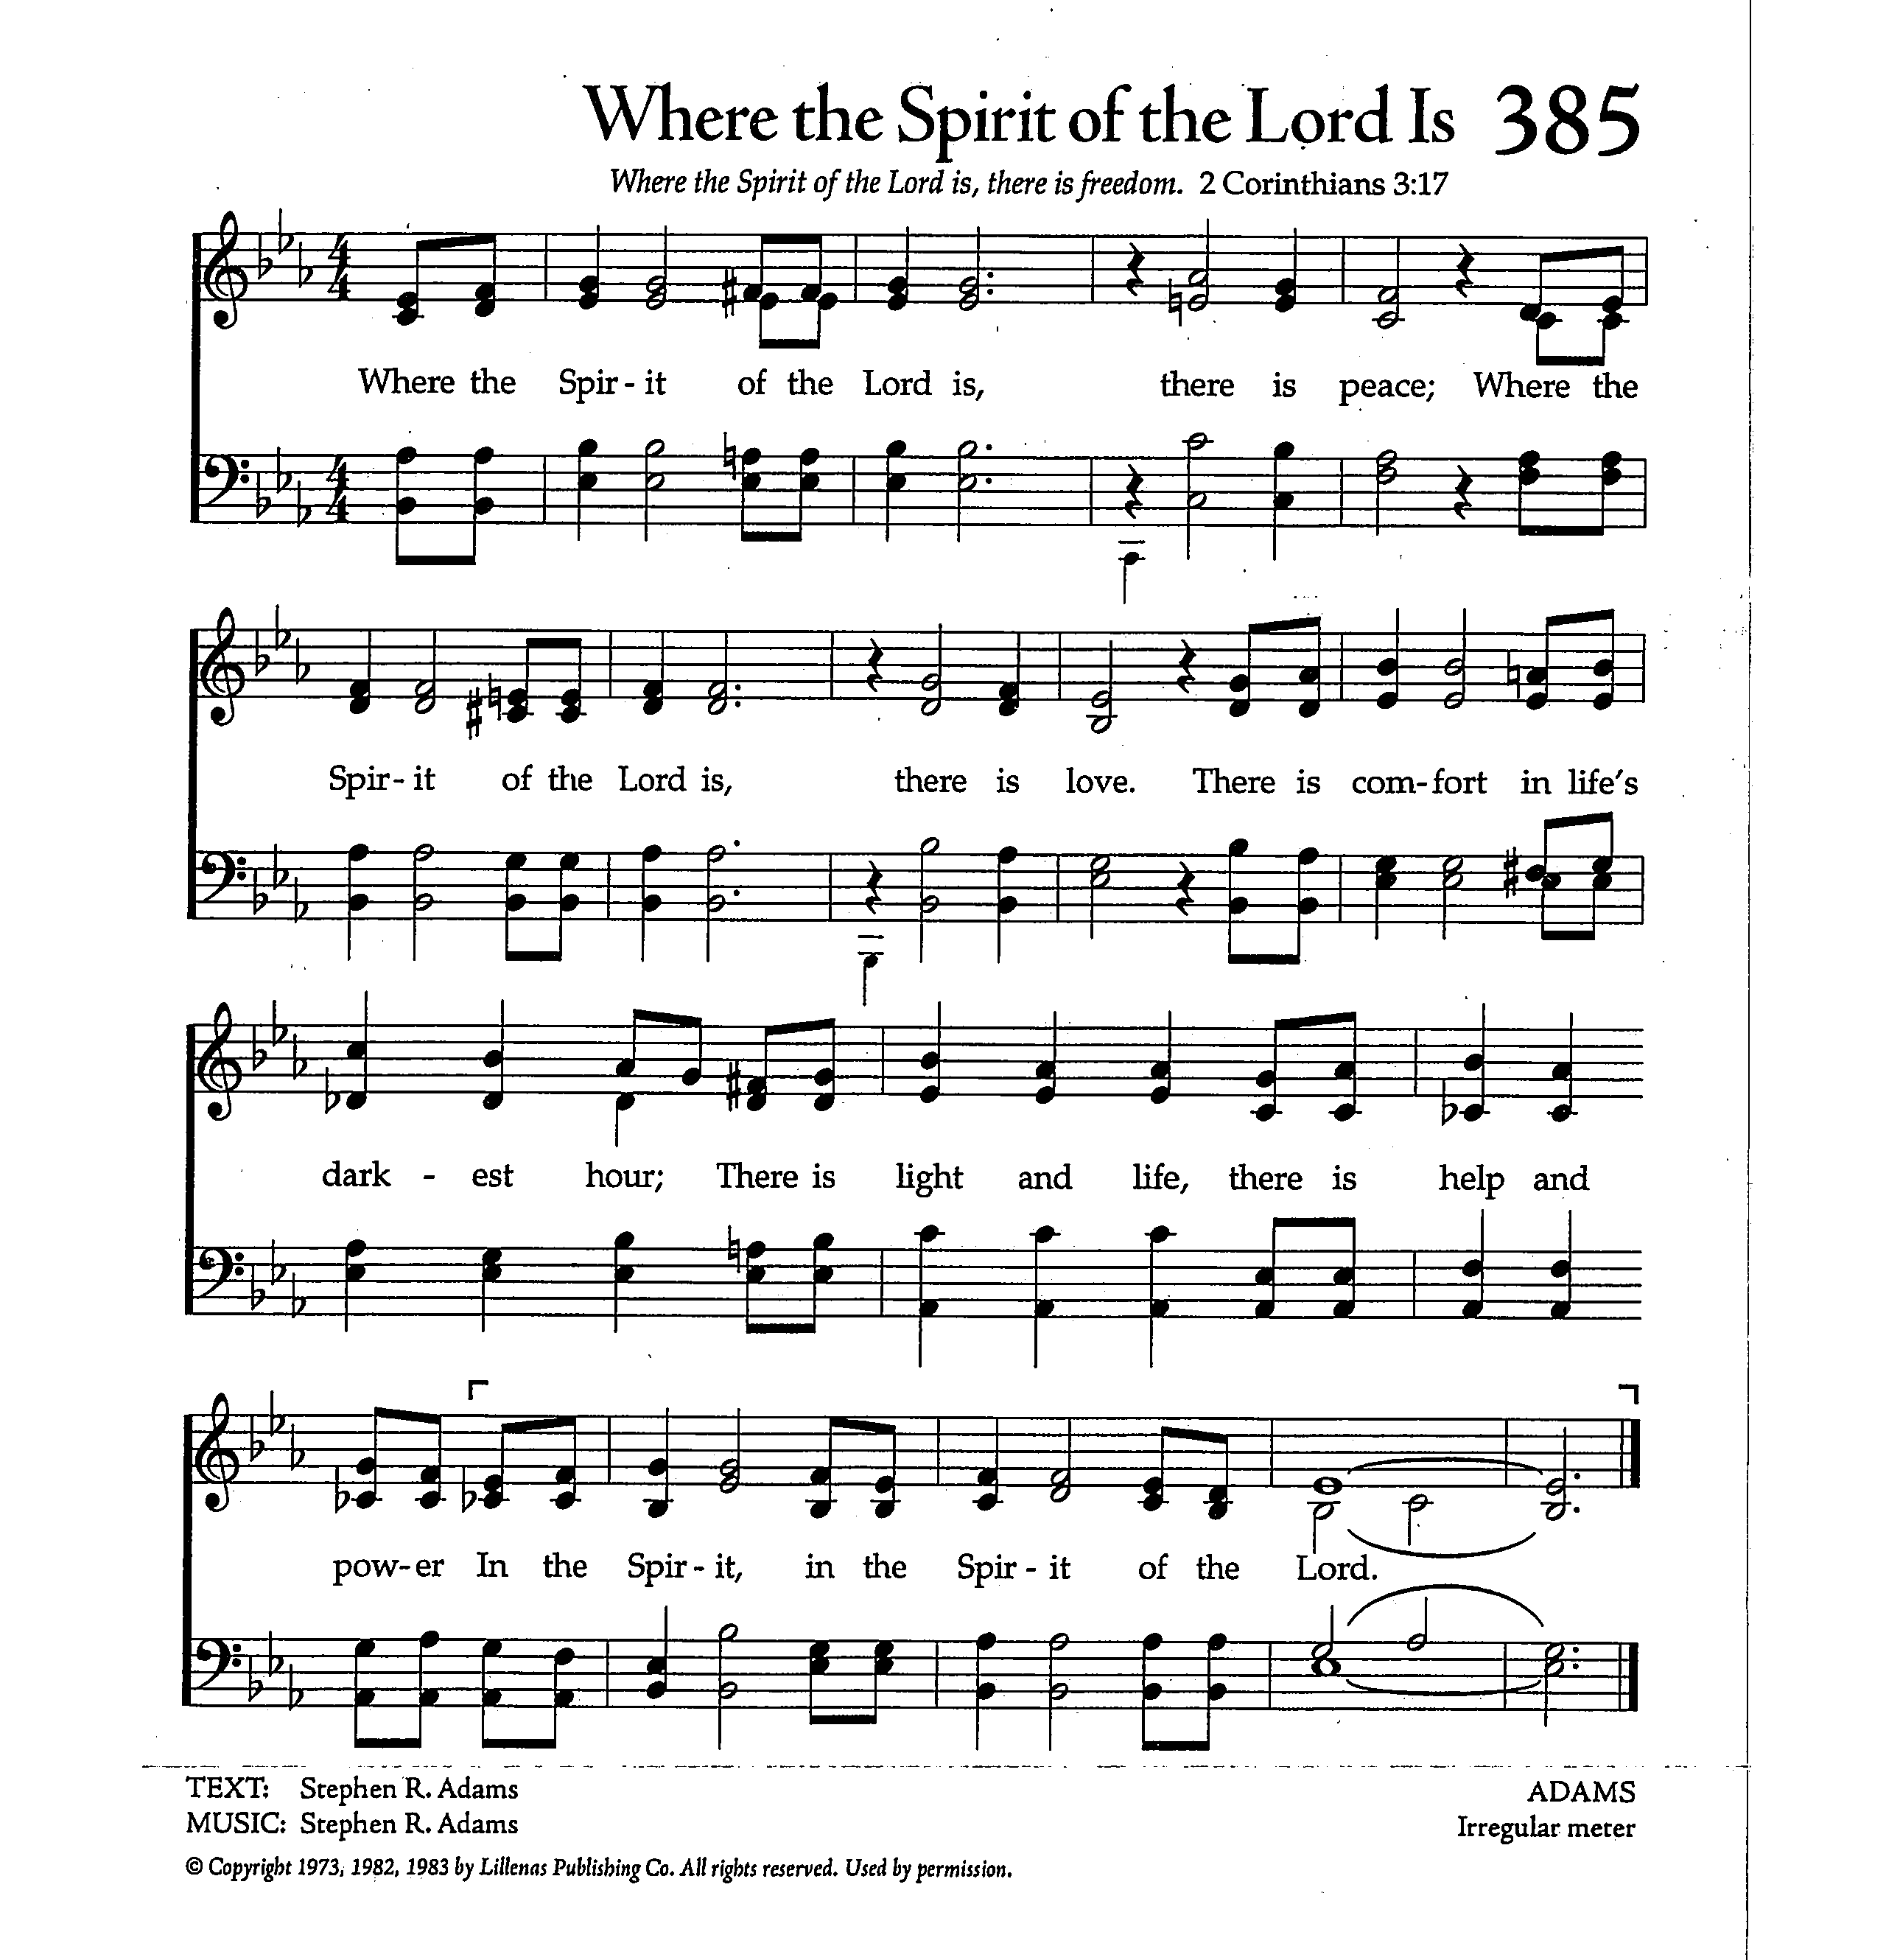 Where the Spirit of the Lord Is 385
Where the Spirit of the Lord is, there is freedom. 2 Corinthians 3:17
Where the Spir - it of the Lord is, there is peace; Where the
Spir - it of the Lord is, there is love. There is com - fort in life's
dark - est hour; There is light and life, there is help and
pow - er In the Spir - it, in the Spir - it of the Lord.
TEXT: Stephen R. Adams
MUSIC: Stephen R. Adams
ADAMS
Irregular meter
© Copyright 1973, 1982, 1983 by Lillenas Publishing Co. All rights reserved. Used by permission.